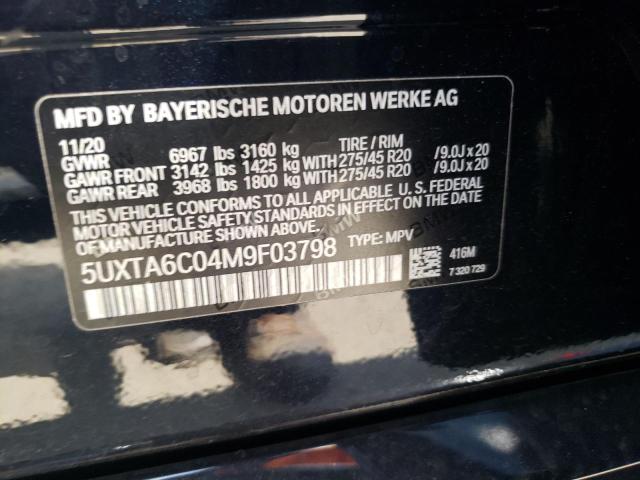 MFD BY BAYERISCHE MOTOREN WERKE AG
11/20 TIRE / RIM
GVWR 6967 lbs 3160 kg
GAWR FRONT 3142 lbs 1425 kg WITH 275/45 R20 /9.0J x 20
GAWR REAR 3968 lbs 1800 kg WITH 275/45 R20 /9.0J x 20
THIS VEHICLE CONFORMS TO ALL APPLICABLE U.S. FEDERAL
MOTOR VEHICLE SAFETY STANDARDS IN EFFECT ON THE DATE
OF MANUFACTURE SHOWN ABOVE.
5UXTA6C04M9F03798 TYPE: MPV
416M
7 320 729